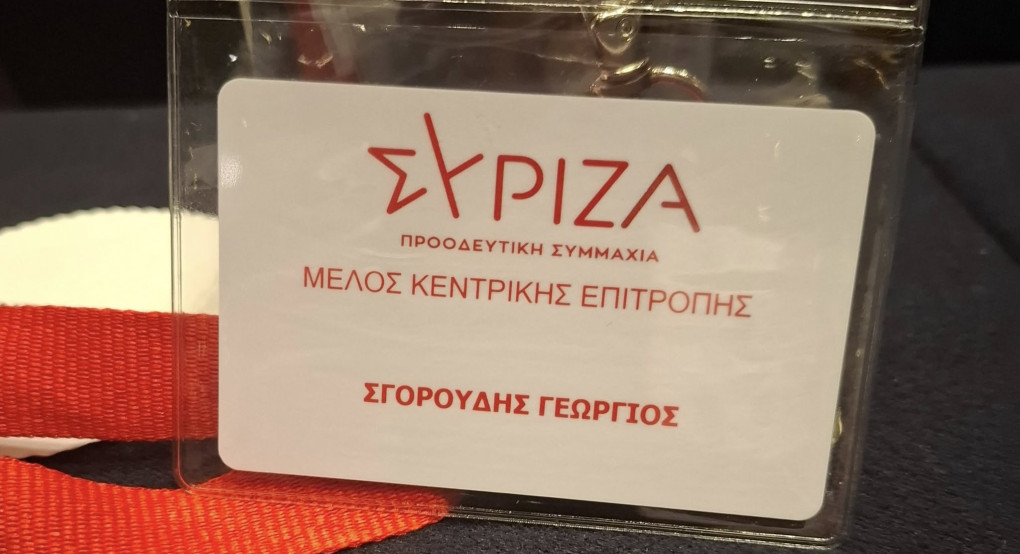 ΣΥΡΙΖΑ
ΠΡΟΟΔΕΥΤΙΚΗ ΣΥΜΜΑΧΙΑ
ΜΕΛΟΣ ΚΕΝΤΡΙΚΗΣ ΕΠΙΤΡΟΠΗΣ
ΣΓΟΡΟΥΔΗΣ ΓΕΩΡΓΙΟΣ